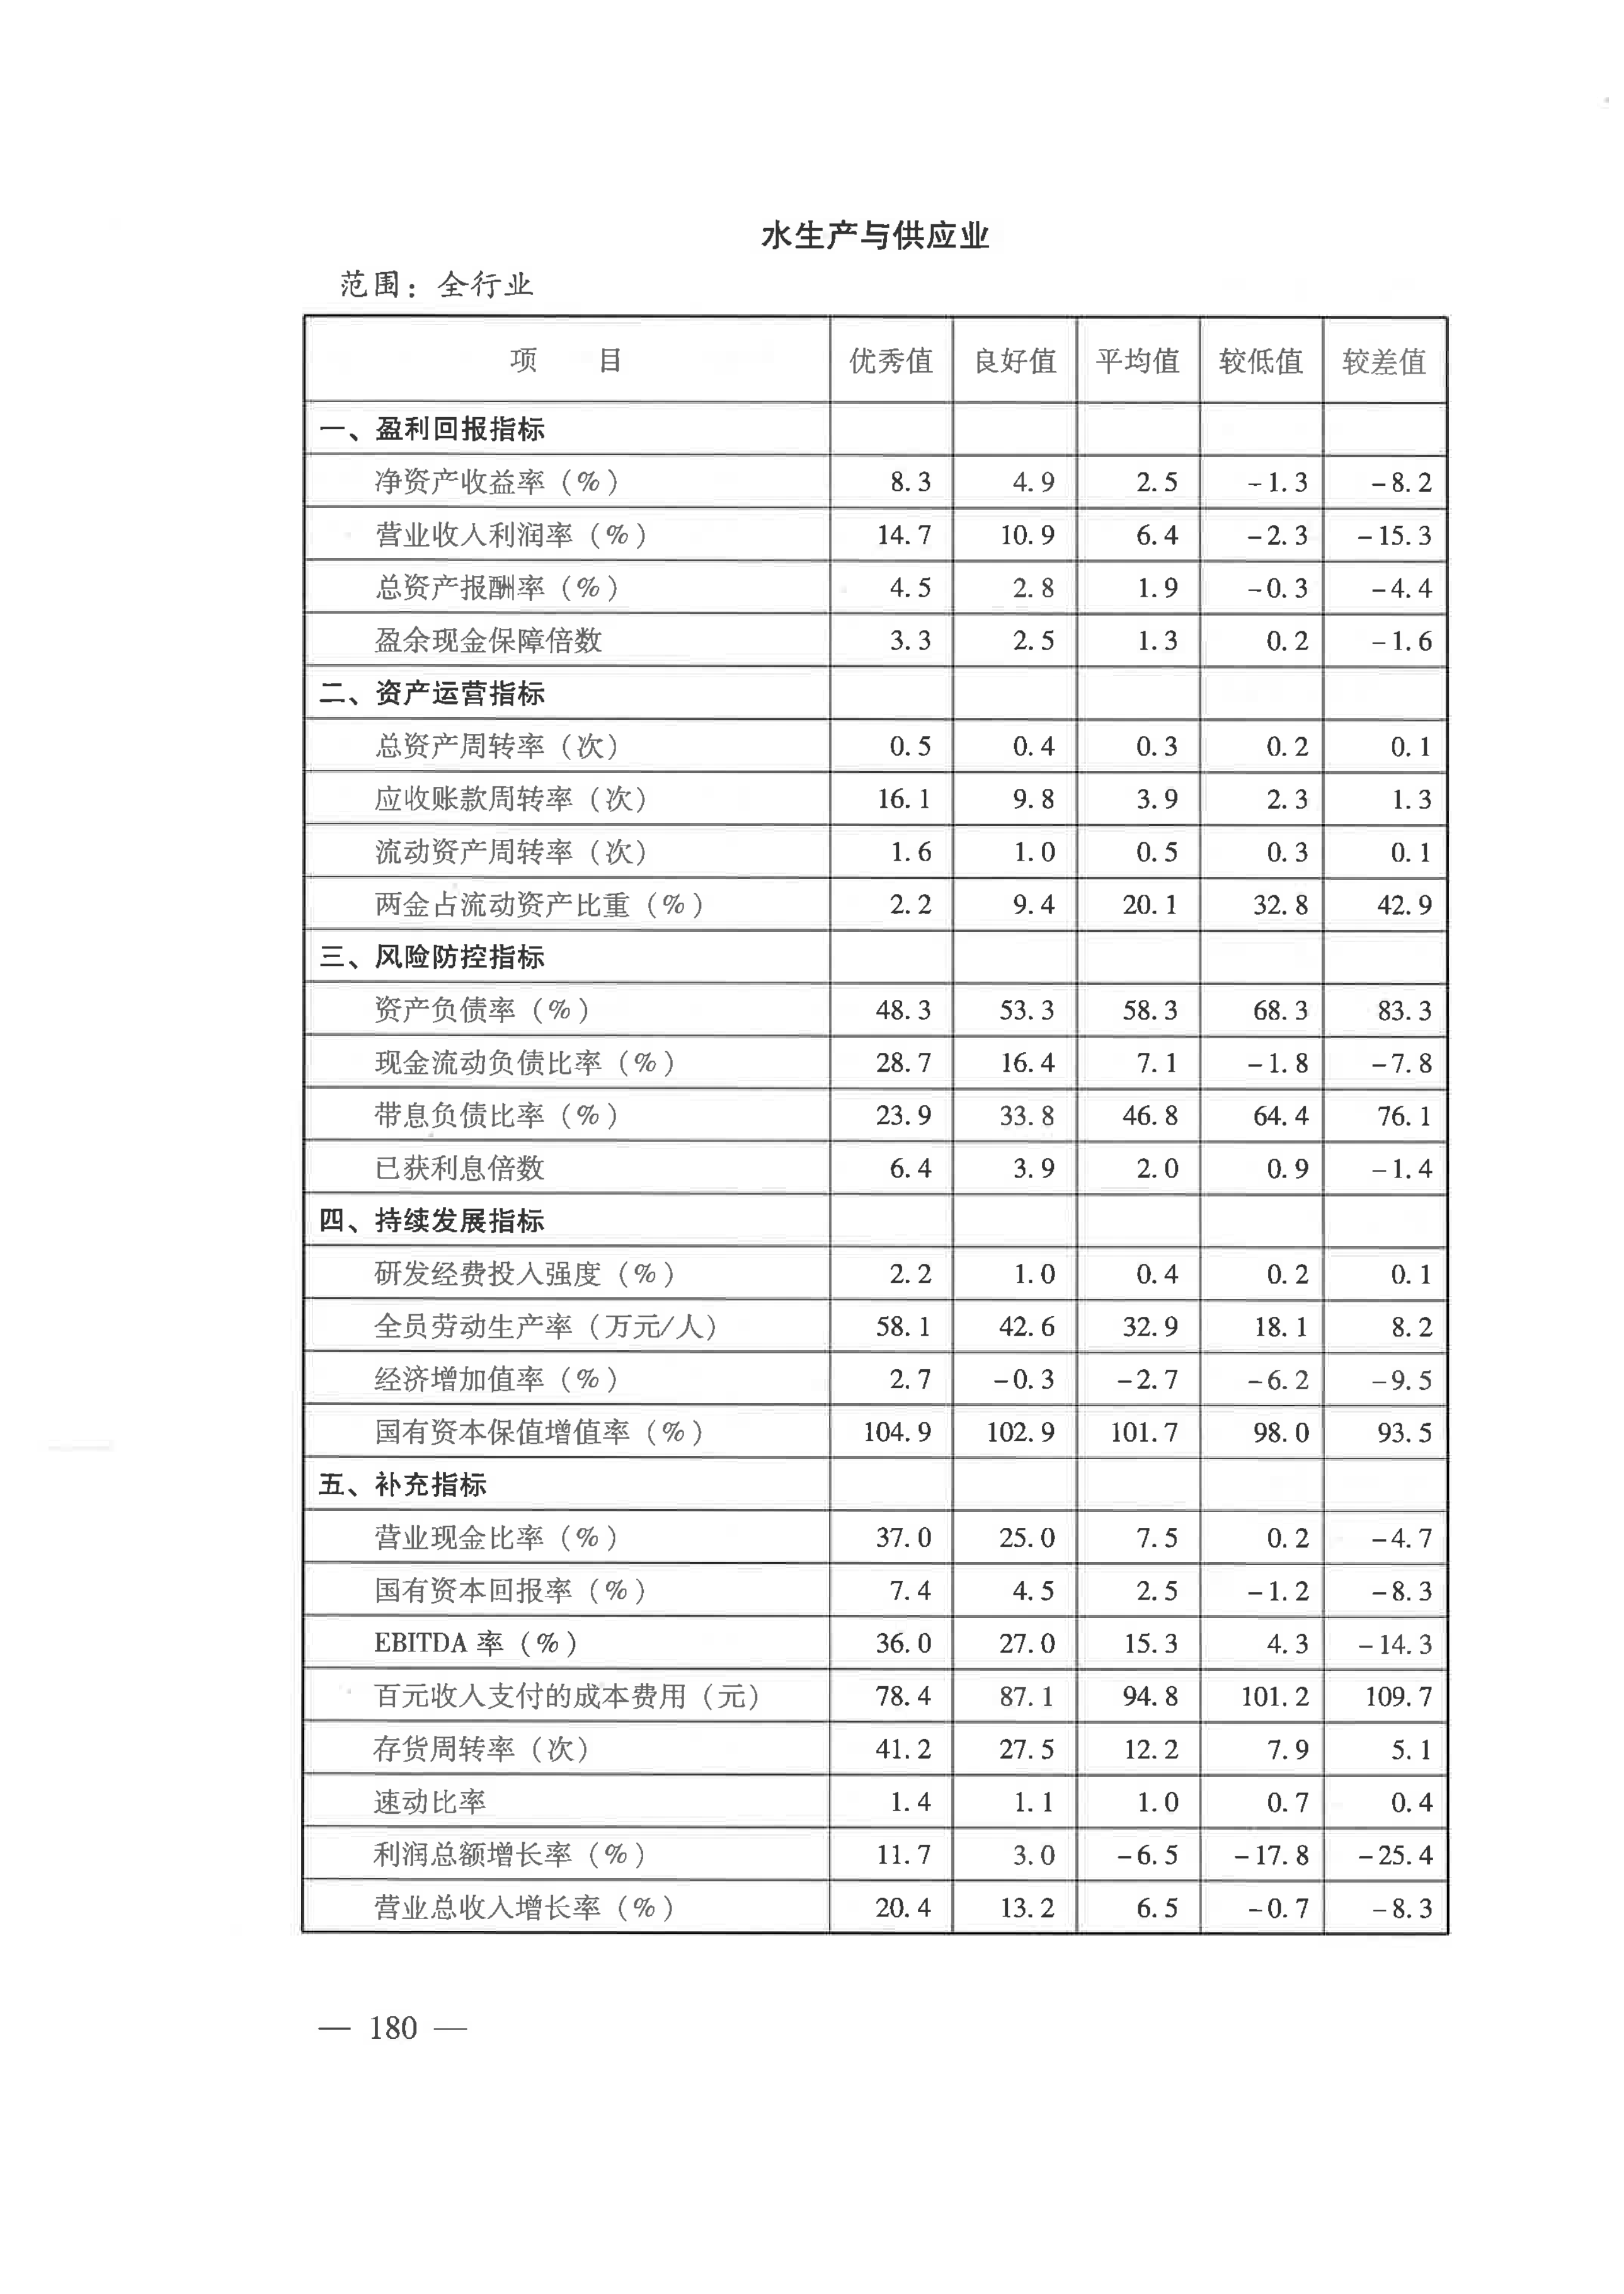 水生产与供应业
范围：全行业
项 目 优秀值 良好值 平均值 较低值 较差值
一、盈利回报指标
净资产收益率（%） 8.3 4.9 2.5 -1.3 -8.2
营业收入利润率（%） 14.7 10.9 6.4 -2.3 -15.3
总资产报酬率（%） 4.5 2.8 1.9 -0.3 -4.4
盈余现金保障倍数 3.3 2.5 1.3 0.2 -1.6
二、资产运营指标
总资产周转率（次） 0.5 0.4 0.3 0.2 0.1
应收账款周转率（次） 16.1 9.8 3.9 2.3 1.3
流动资产周转率（次） 1.6 1.0 0.5 0.3 0.1
两金占流动资产比重（%） 2.2 9.4 20.1 32.8 42.9
三、风险防控指标
资产负债率（%） 48.3 53.3 58.3 68.3 83.3
现金流动负债比率（%） 28.7 16.4 7.1 -1.8 -7.8
带息负债比率（%） 23.9 33.8 46.8 64.4 76.1
已获利息倍数 6.4 3.9 2.0 0.9 -1.4
四、持续发展指标
研发经费投入强度（%） 2.2 1.0 0.4 0.2 0.1
全员劳动生产率（万元/人） 58.1 42.6 32.9 18.1 8.2
经济增加值率（%） 2.7 -0.3 -2.7 -6.2 -9.5
国有资本保值增值率（%） 104.9 102.9 101.7 98.0 93.5
五、补充指标
营业现金比率（%） 37.0 25.0 7.5 0.2 -4.7
国有资本回报率（%） 7.4 4.5 2.5 -1.2 -8.3
EBITDA 率（%） 36.0 27.0 15.3 4.3 -14.3
百元收入支付的成本费用（元） 78.4 87.1 94.8 101.2 109.7
存货周转率（次） 41.2 27.5 12.2 7.9 5.1
速动比率 1.4 1.1 1.0 0.7 0.4
利润总额增长率（%） 11.7 3.0 -6.5 -17.8 -25.4
营业总收入增长率（%） 20.4 13.2 6.5 -0.7 -8.3
— 180 —